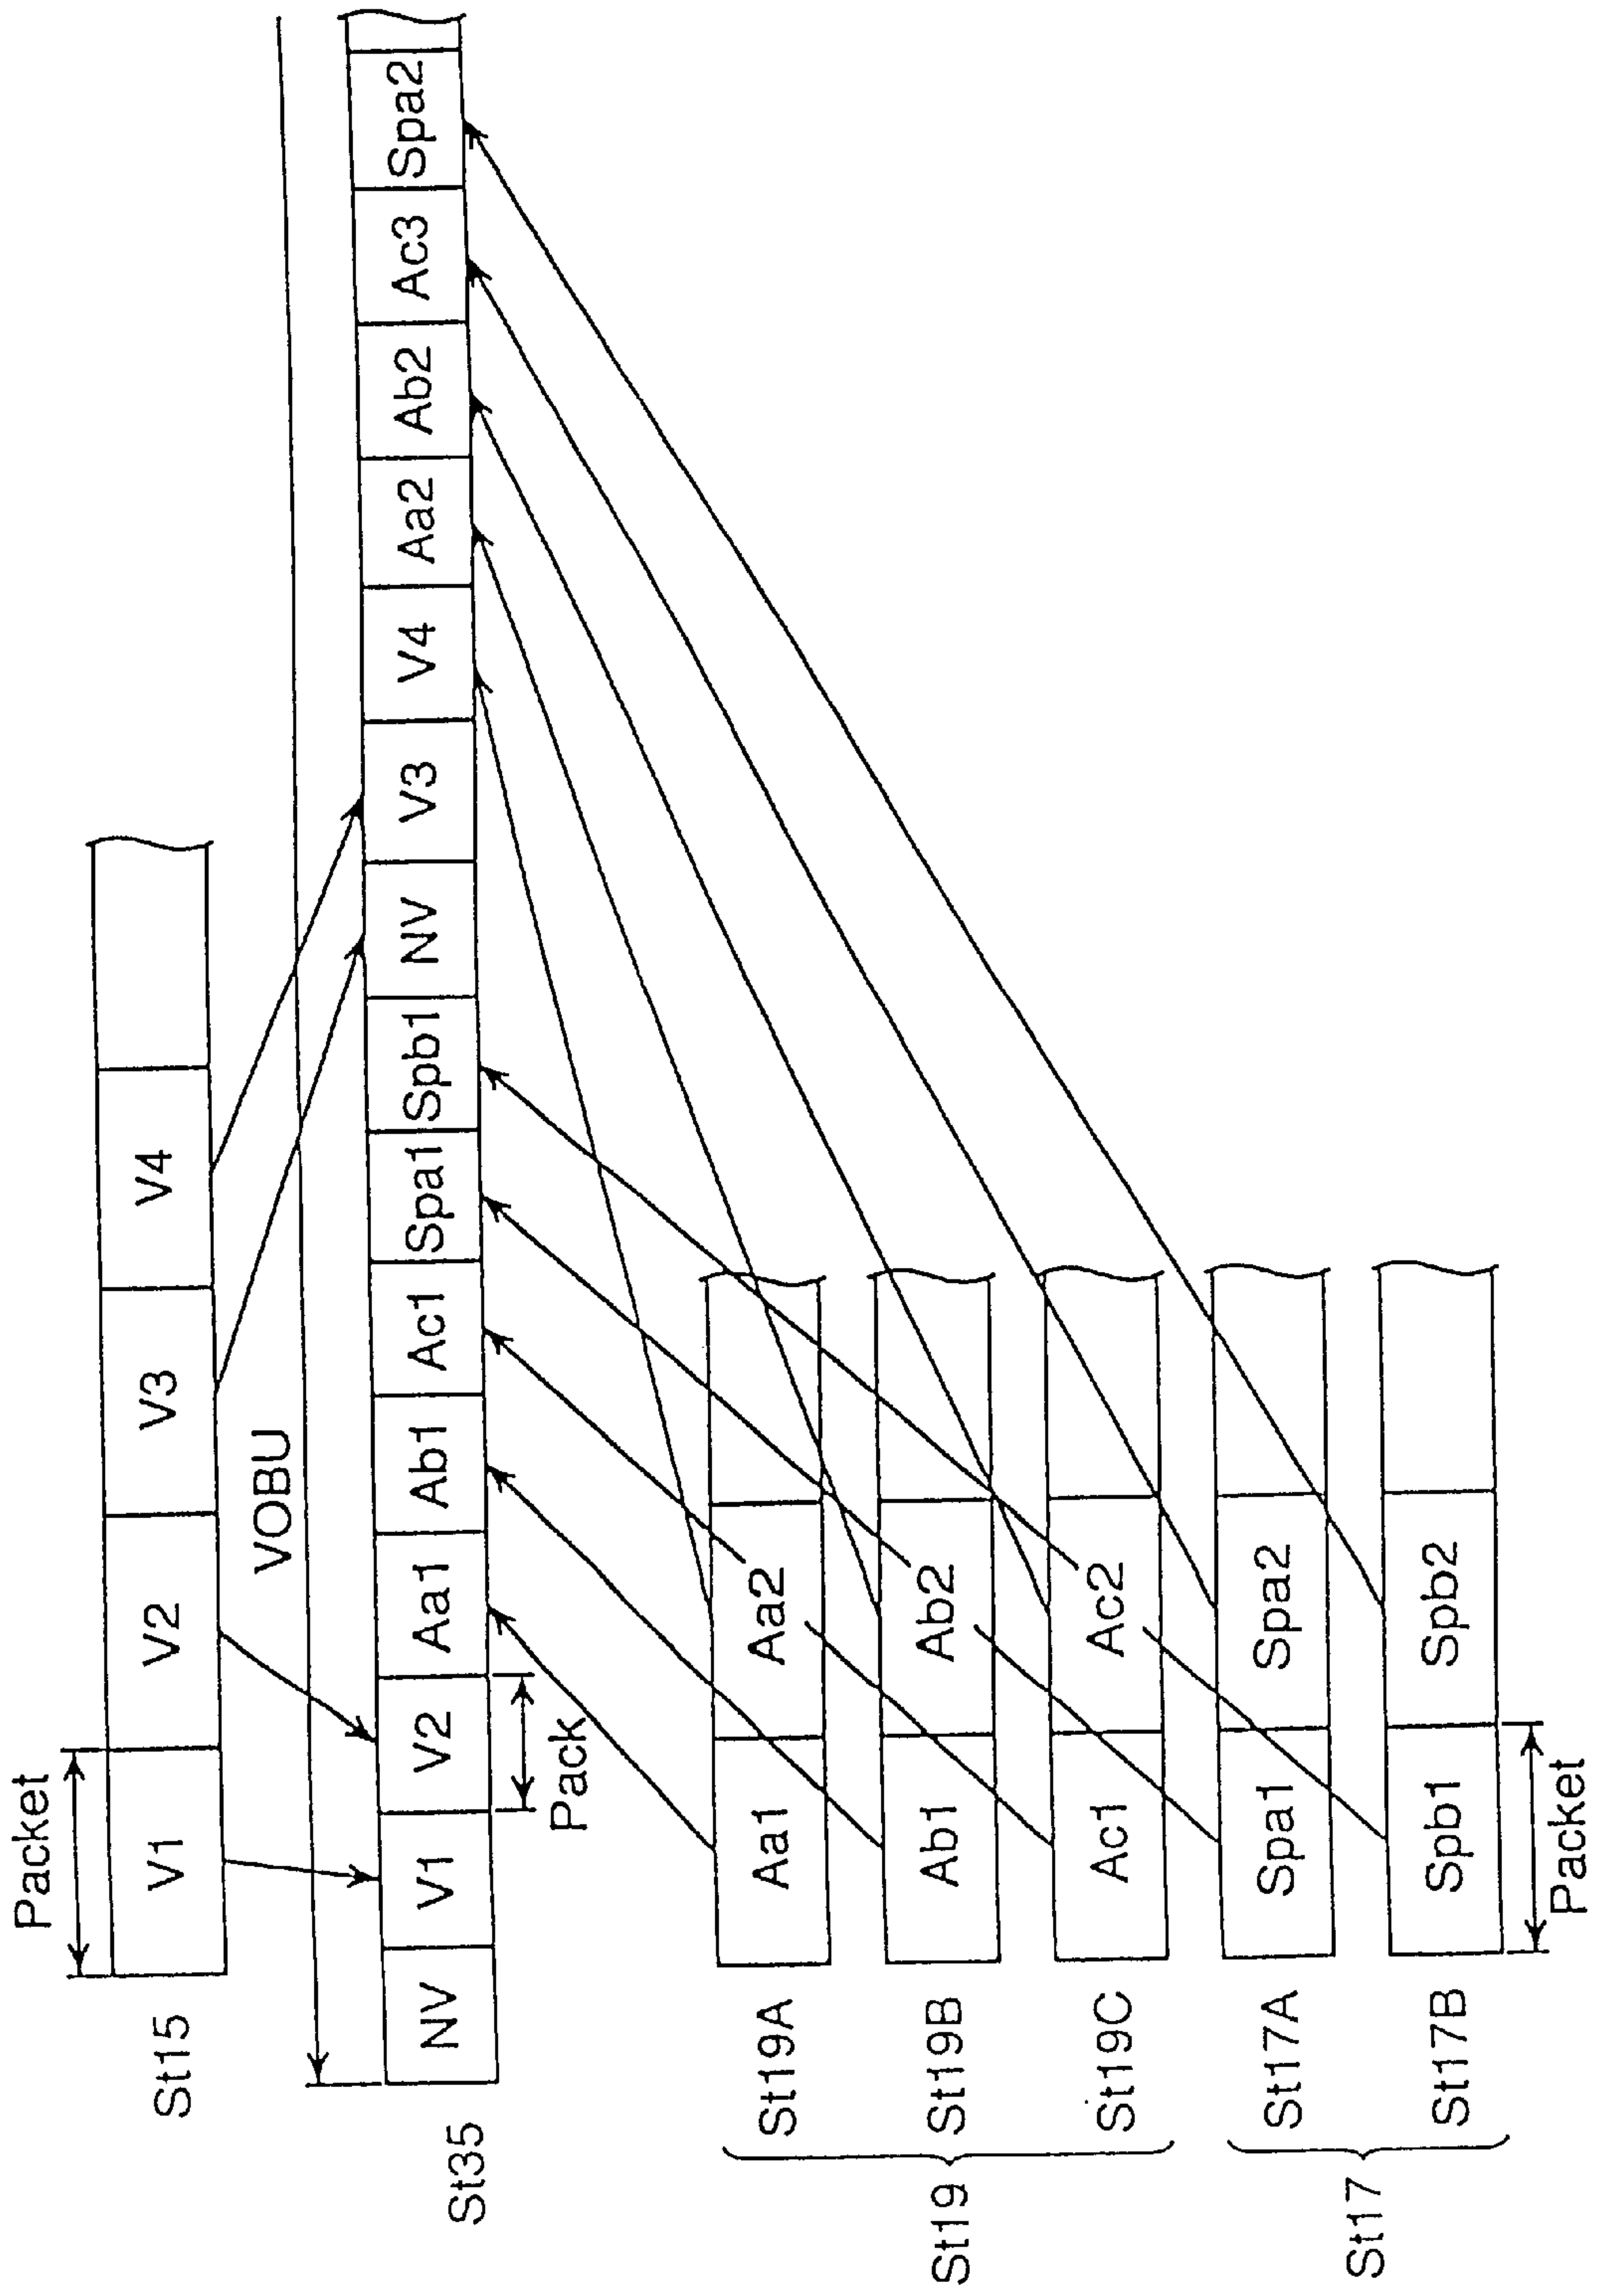 Packet
St15 V1 V2 V3 V4
VOBU
St35 NV V1 V2 Aa1 Ab1 Ac1 Spa1 Spb1 NV V3 V4 Aa2 Ab2 Ac3 Spa2
Pack
St19
St19A Aa1 Aa2
St19B Ab1 Ab2
St19C Ac1 Ac2
St17
St17A Spa1 Spa2
St17B Spb1 Spb2
Packet